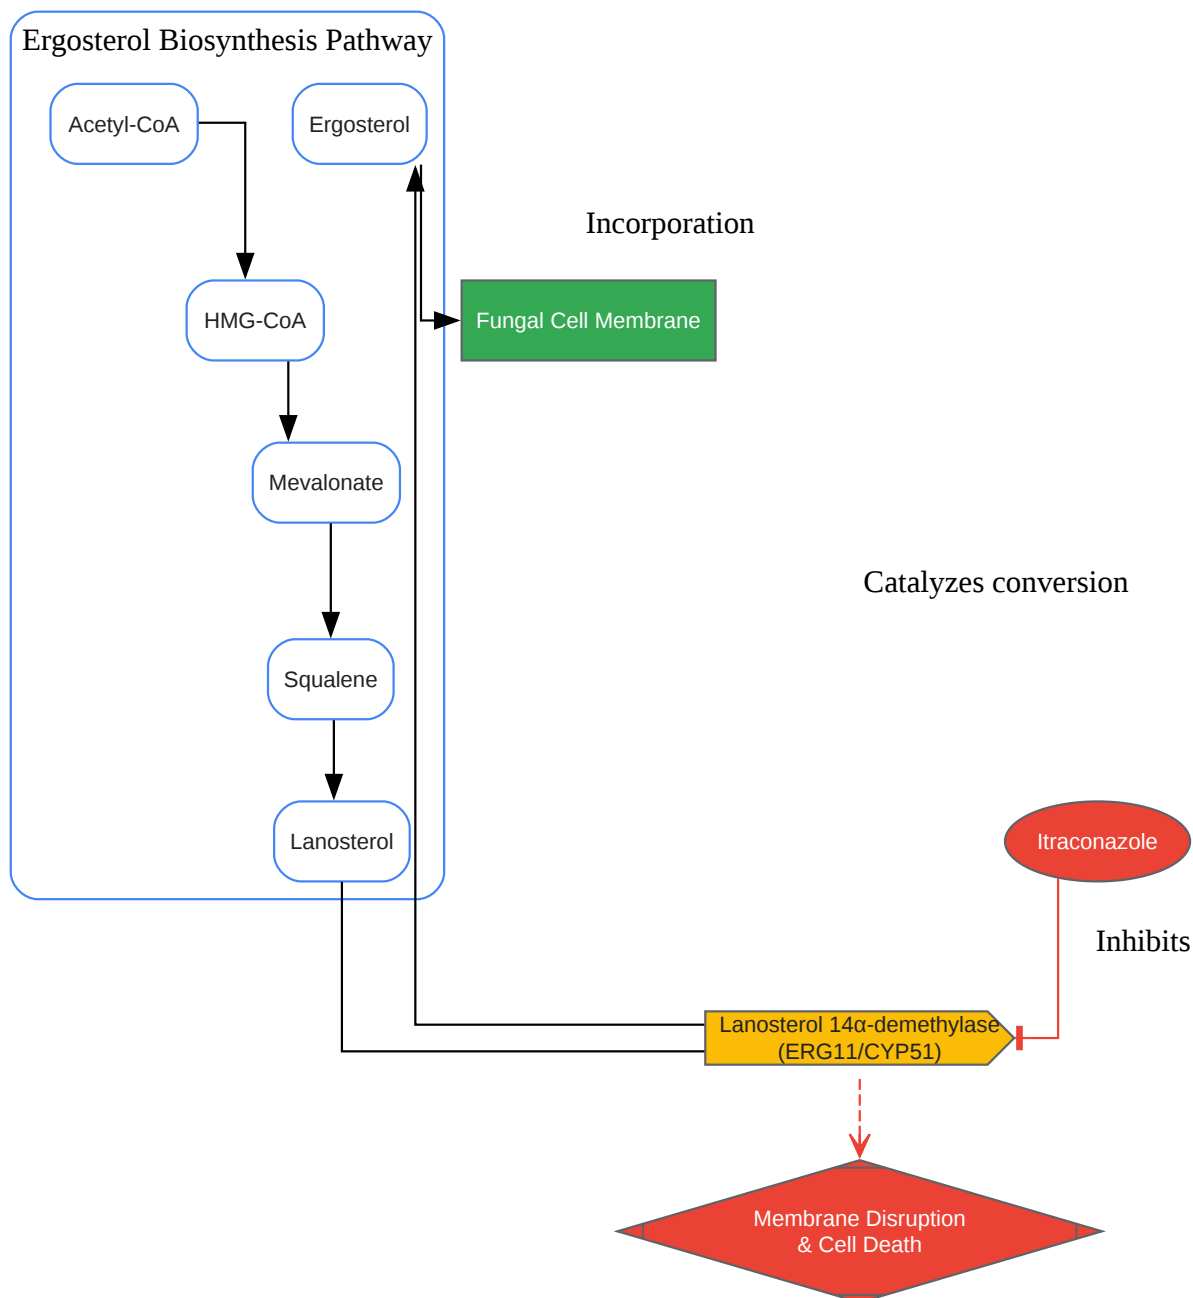 Ergosterol Biosynthesis Pathway
Acetyl-CoA
Ergosterol
Incorporation
HMG-CoA
Fungal Cell Membrane
Mevalonate
Catalyzes conversion
Squalene
Lanosterol
Itraconazole
Inhibits
Lanosterol 14α-demethylase
(ERG11/CYP51)
Membrane Disruption
& Cell Death